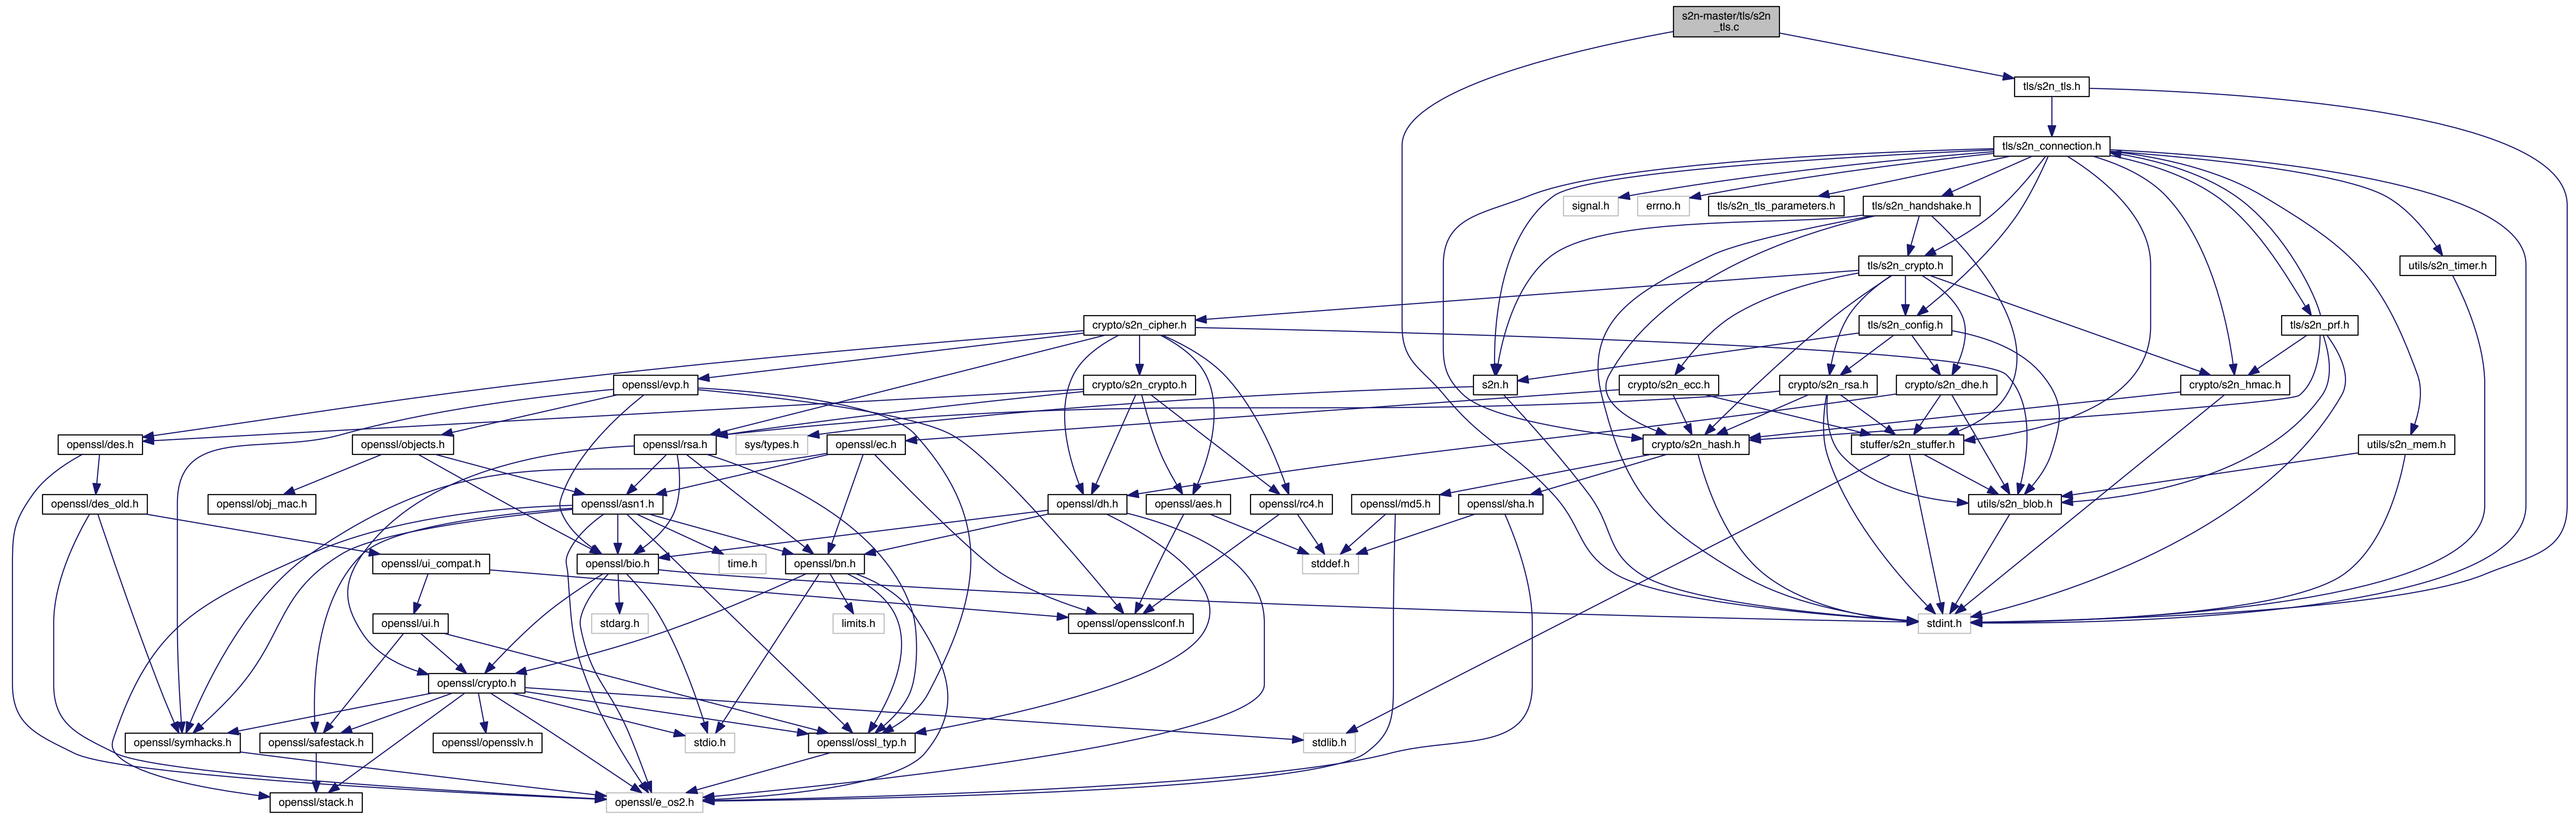 s2n-master/tls/s2n
_tls.c
tls/s2n_tls.h
tls/s2n_connection.h
signal.h
errno.h
tls/s2n_tls_parameters.h
tls/s2n_handshake.h
tls/s2n_crypto.h
utils/s2n_timer.h
crypto/s2n_cipher.h
tls/s2n_config.h
tls/s2n_prf.h
openssl/evp.h
crypto/s2n_crypto.h
s2n.h
crypto/s2n_ecc.h
crypto/s2n_rsa.h
crypto/s2n_dhe.h
crypto/s2n_hmac.h
openssl/des.h
openssl/objects.h
openssl/rsa.h
sys/types.h
openssl/ec.h
crypto/s2n_hash.h
stuffer/s2n_stuffer.h
utils/s2n_mem.h
openssl/des_old.h
openssl/obj_mac.h
openssl/asn1.h
openssl/dh.h
openssl/aes.h
openssl/rc4.h
openssl/md5.h
openssl/sha.h
utils/s2n_blob.h
openssl/ui_compat.h
openssl/bio.h
time.h
openssl/bn.h
stddef.h
openssl/ui.h
stdarg.h
limits.h
openssl/opensslconf.h
stdint.h
openssl/crypto.h
openssl/symhacks.h
openssl/safestack.h
openssl/opensslv.h
stdio.h
openssl/ossl_typ.h
stdlib.h
openssl/stack.h
openssl/e_os2.h